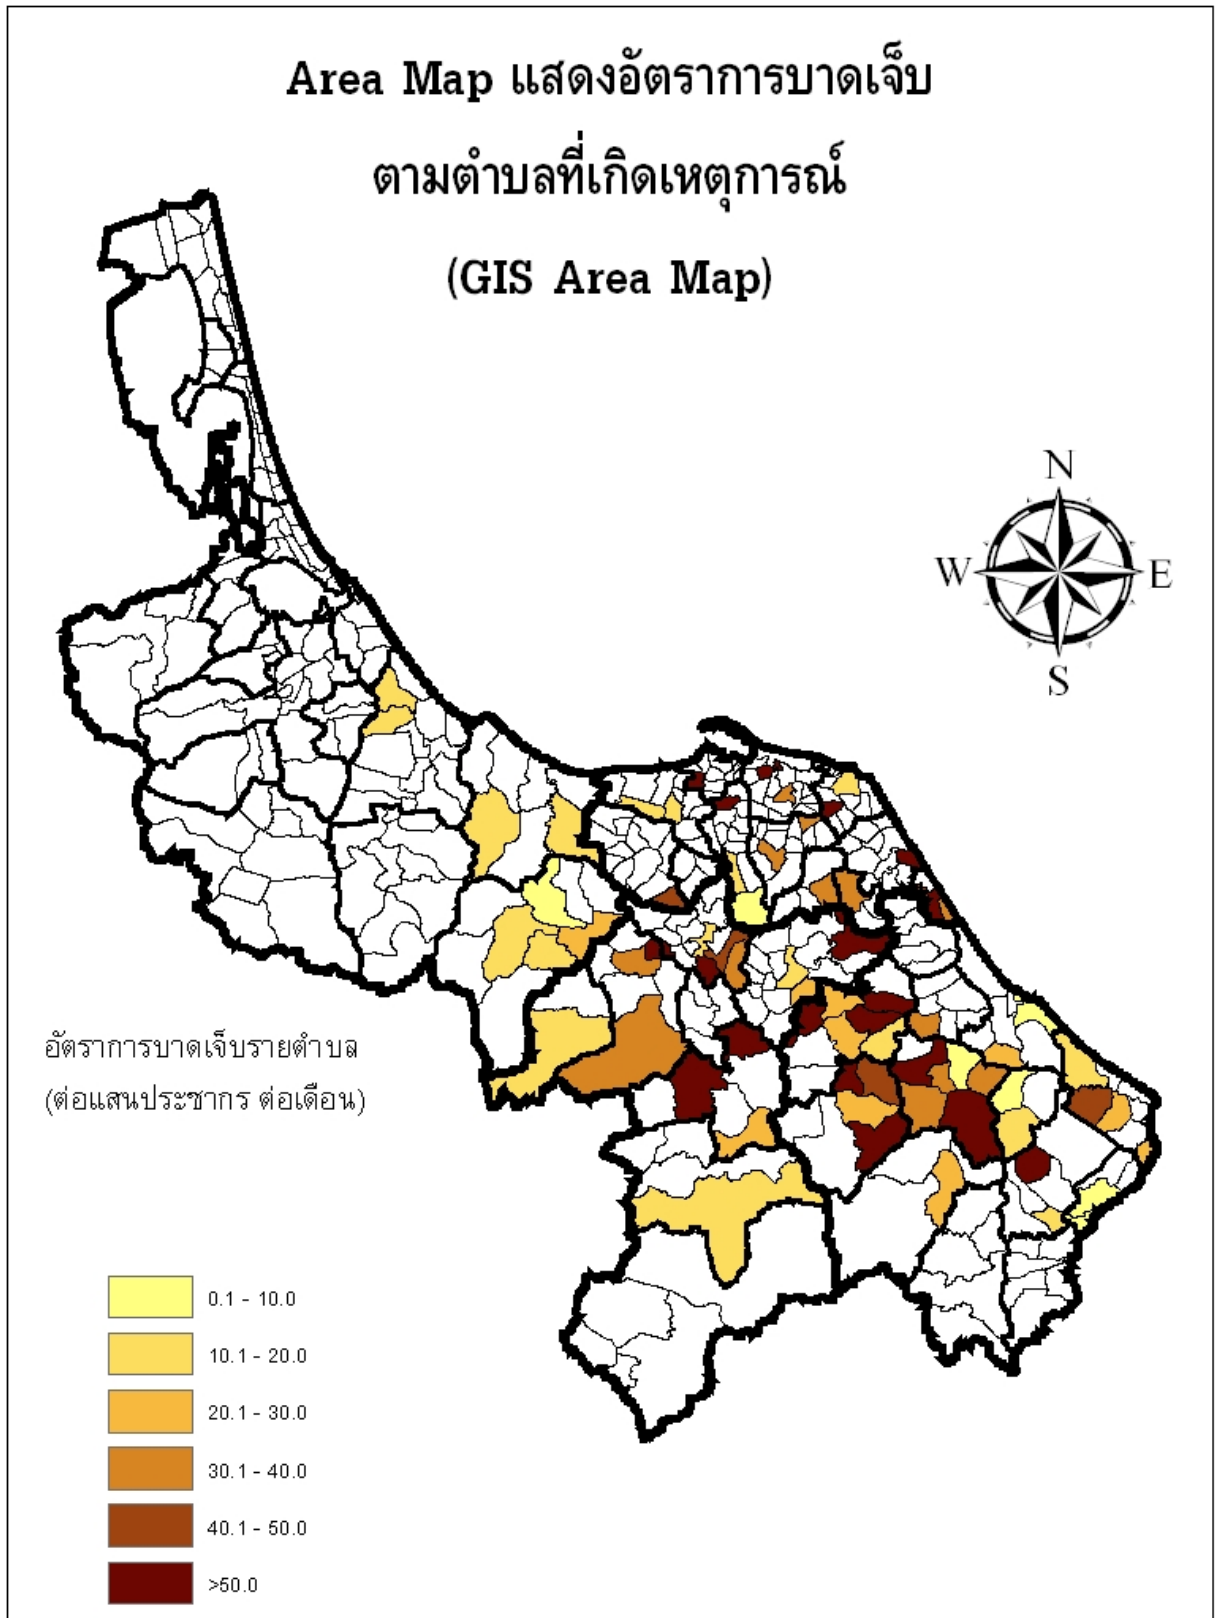 Area Map แสดงอัตราการบาดเจ็บ
ตามตำบลที่เกิดเหตุการณ์
(GIS Area Map)
N
W E
S
อัตราการบาดเจ็บรายตำบล
(ต่อแสนประชากร ต่อเดือน)
0.1 - 10.0
10.1 - 20.0
20.1 - 30.0
30.1 - 40.0
40.1 - 50.0
>50.0